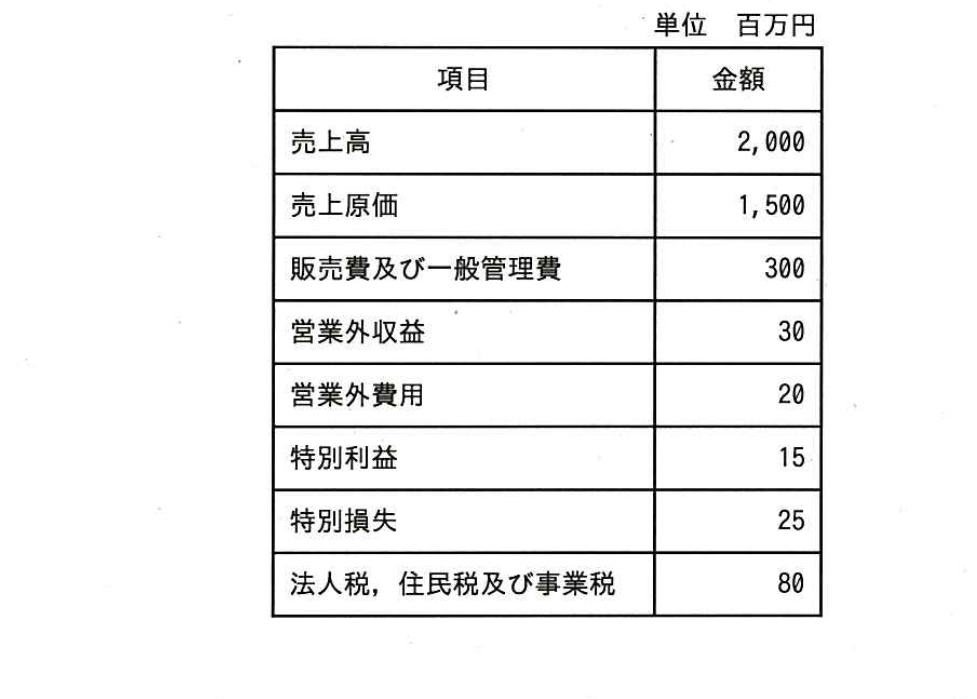 単位　百万円
項目　金額
売上高　2,000
売上原価　1,500
販売費及び一般管理費　300
営業外収益　30
営業外費用　20
特別利益　15
特別損失　25
法人税，住民税及び事業税　80